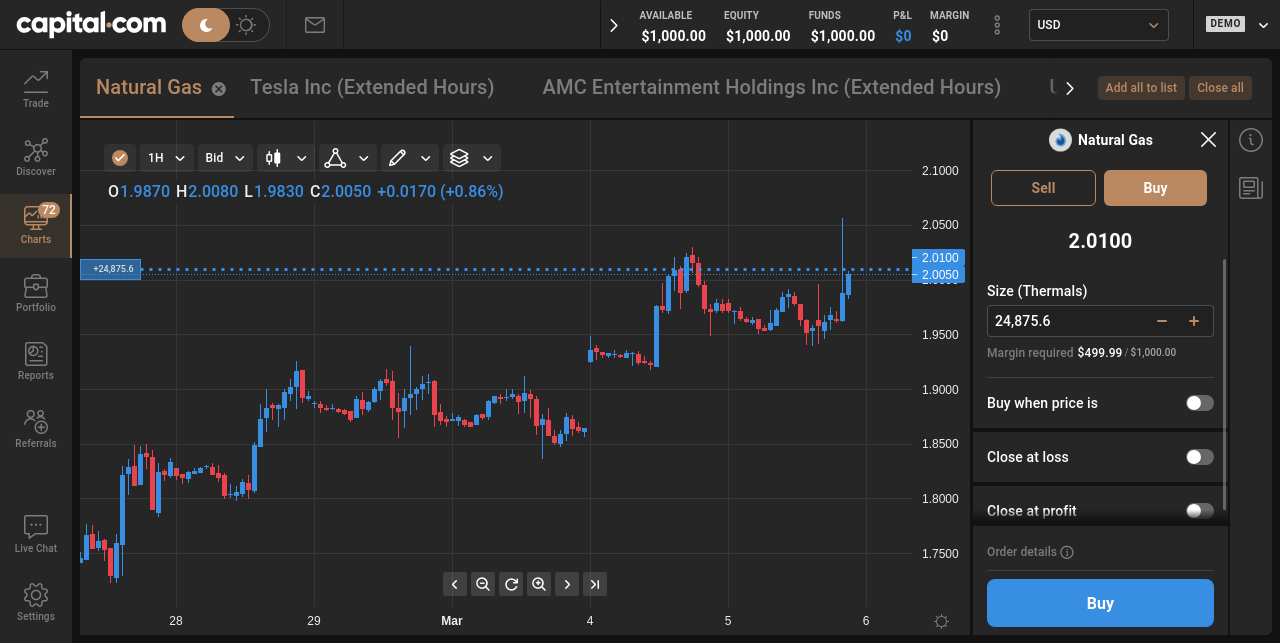 capital.com
AVAILABLE EQUITY FUNDS P&L MARGIN
$1,000.00 $1,000.00 $1,000.00 $0 $0
USD
DEMO
Trade
Discover
72
Charts
Portfolio
Reports
Referrals
Live Chat
Settings
Natural Gas Tesla Inc (Extended Hours) AMC Entertainment Holdings Inc (Extended Hours)
Add all to list Close all
1H Bid
O1.9870 H2.0080 L1.9830 C2.0050 +0.0170 (+0.86%)
+24,875.6
2.1000
2.0500
2.0100
2.0050
1.9500
1.9000
1.8500
1.8000
1.7500
28 29 Mar 4 5 6
Natural Gas
Sell Buy
2.0100
Size (Thermals)
24,875.6
Margin required $499.99 / $1,000.00
Buy when price is
Close at loss
Close at profit
Order details
Buy